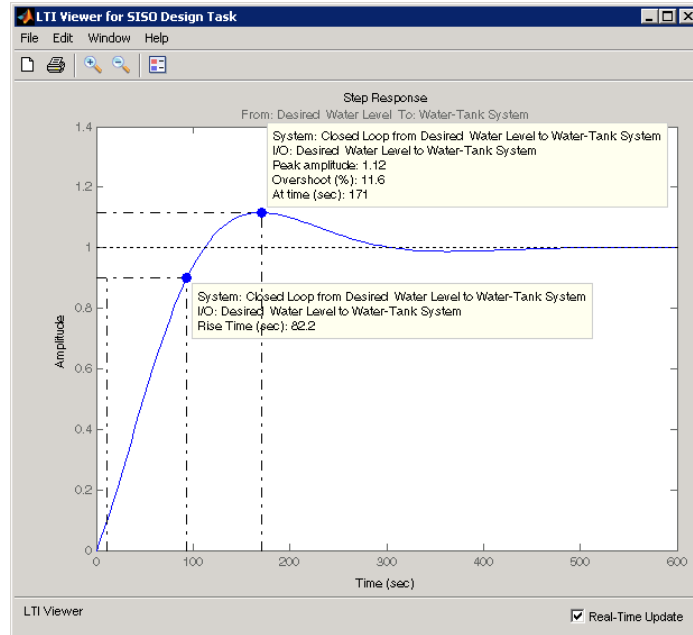 LTI Viewer for SISO Design Task
File Edit Window Help
Step Response
From: Desired Water Level To: Water-Tank System
1.4
System: Closed Loop from Desired Water Level to Water-Tank System
I/O: Desired Water Level to Water-Tank System
Peak amplitude: 1.12
Overshoot (%): 11.6
At time (sec): 171
1.2
1
System: Closed Loop from Desired Water Level to Water-Tank System
I/O: Desired Water Level to Water-Tank System
Rise Time (sec): 82.2
0.8
Amplitude
0.6
0.4
0.2
0
0 100 200 300 400 500 600
Time (sec)
LTI Viewer
Real-Time Update